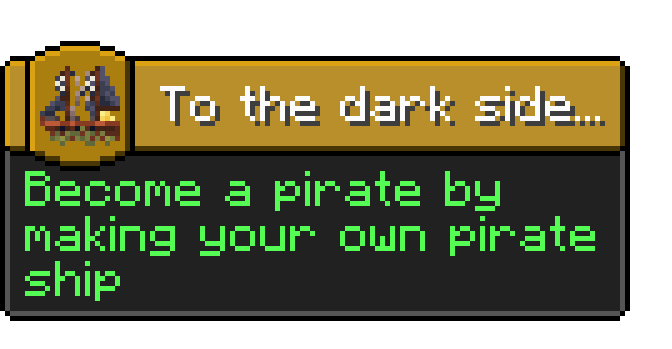 To the dark side...
Become a pirate by
making your own pirate
ship